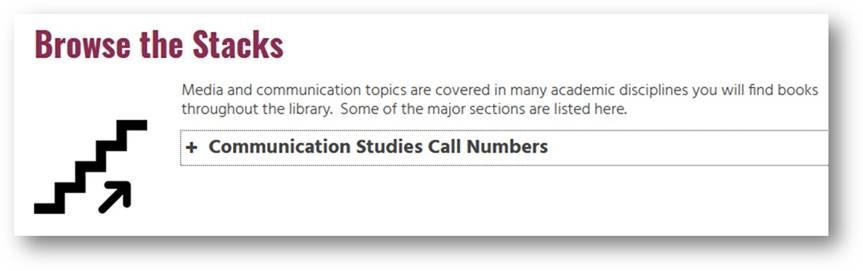 Browse the Stacks
Media and communication topics are covered in many academic disciplines you will find books
throughout the library.  Some of the major sections are listed here.
+ Communication Studies Call Numbers